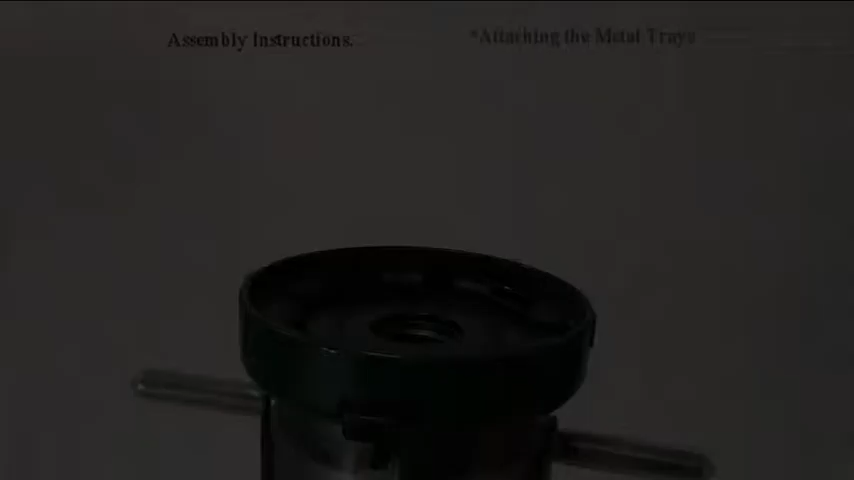 Assembly Instructions.
*Attaching the Metal Trays